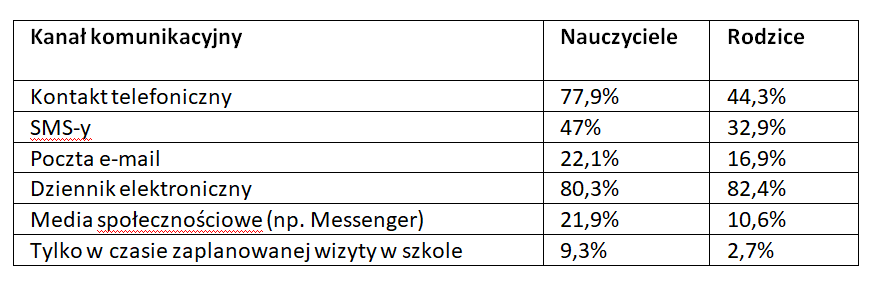 Kanał komunikacyjny Nauczyciele Rodzice
Kontakt telefoniczny 77,9% 44,3%
SMS-y 47% 32,9%
Poczta e-mail 22,1% 16,9%
Dziennik elektroniczny 80,3% 82,4%
Media społecznościowe (np. Messenger) 21,9% 10,6%
Tylko w czasie zaplanowanej wizyty w szkole 9,3% 2,7%